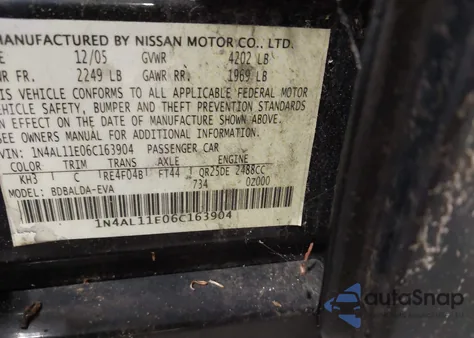 MANUFACTURED BY NISSAN MOTOR CO., LTD.
E 12/05 GVWR 4202 LB
WR FR. 2249 LB GAWR RR. 1969 LB
IS VEHICLE CONFORMS TO ALL APPLICABLE FEDERAL MOTOR
VEHICLE SAFETY, BUMPER AND THEFT PREVENTION STANDARDS
EFFECT ON THE DATE OF MANUFACTURE SHOWN ABOVE.
SEE OWNERS MANUAL FOR ADDITIONAL INFORMATION
VIN: 1N4AL11E06C163904 PASSENGER CAR
COLOR TRIM TRANS AXLE ENGINE
KH3 C RE4F04B FT44 QR25DE 2488CC
MODEL: BDBALDA-EVA 734 02000
1N4AL11E06C163904
autoSnap